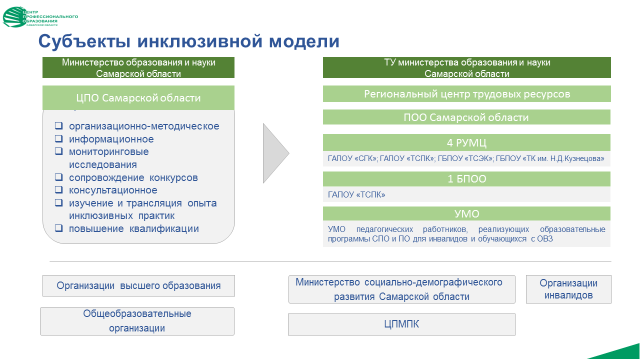 ЦЕНТР
ПРОФЕССИОНАЛЬНОГО
ОБРАЗОВАНИЯ
Субъекты инклюзивной модели
Министерство образования и науки
Самарской области
ЦПО Самарской области
организационно-методическое
информационное
мониторинговые
исследования
сопровождение конкурсов
консультационное
изучение и трансляция опыта
инклюзивных практик
повышение квалификации
ТУ министерства образования и науки
Самарской области
Региональный центр трудовых ресурсов
ПОО Самарской области
4 РУМЦ
ГАПОУ «СГК»; ГАПОУ «ТСПК»; ГБПОУ «ТСЭК»; ГБПОУ «ТК им. Н.Д.Кузнецова»
1 БПОО
ГАПОУ «ТСПК»
УМО
УМО педагогических работников, реализующих образовательные
программы СПО и ПО для инвалидов и обучающихся с ОВЗ
Организации высшего образования
Общеобразовательные
организации
Министерство социально-демографического
развития Самарской области
ЦПМПК
Организации
инвалидов